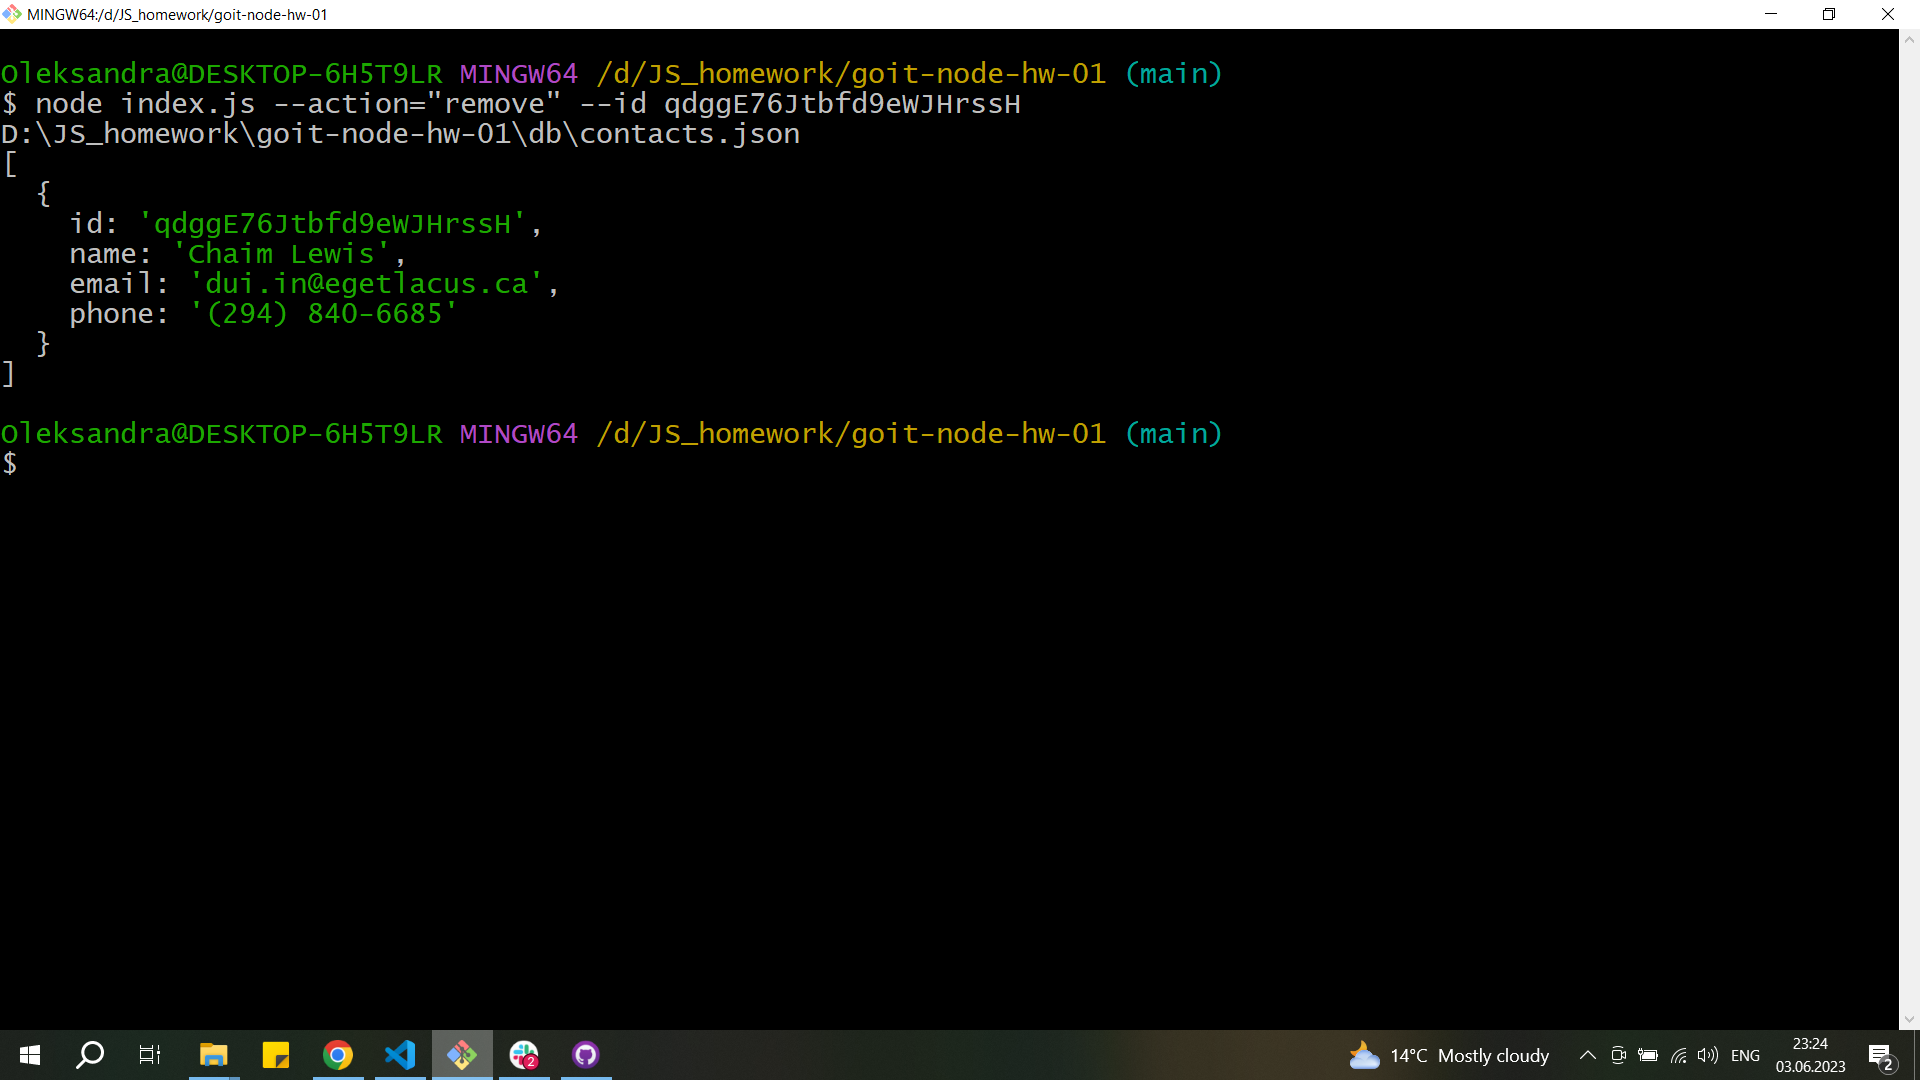 MINGW64:/d/JS_homework/goit-node-hw-01
Oleksandra@DESKTOP-6H5T9LR MINGW64 /d/JS_homework/goit-node-hw-01 (main)
$ node index.js --action="remove" --id qdggE76Jtbfd9eWJHrssH
D:\JS_homework\goit-node-hw-01\db\contacts.json
[
  {
    id: 'qdggE76Jtbfd9eWJHrssH',
    name: 'Chaim Lewis',
    email: 'dui.in@egetlacus.ca',
    phone: '(294) 840-6685'
  }
]
Oleksandra@DESKTOP-6H5T9LR MINGW64 /d/JS_homework/goit-node-hw-01 (main)
$
2
14°C Mostly cloudy
ENG
23:24
03.06.2023
2